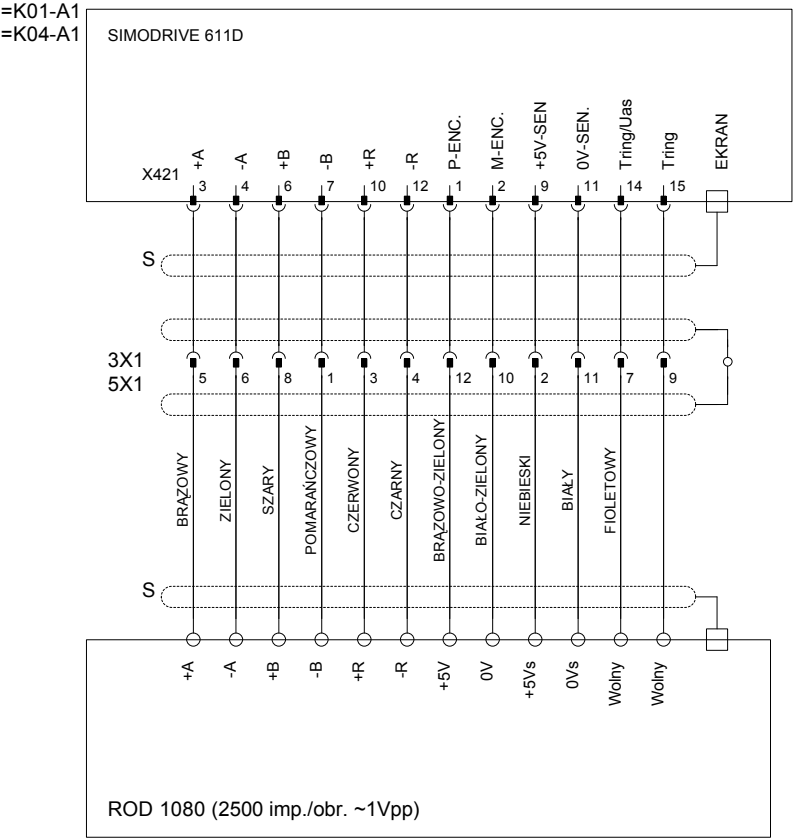 =K01-A1
=K04-A1
SIMODRIVE 611D
+A -A +B -B +R -R P-ENC. M-ENC. +5V-SEN 0V-SEN. Tring/Uas Tring EKRAN
X421
3 4 6 7 10 12 1 2 9 11 14 15
S
3X1
5X1
5 6 8 1 3 4 12 10 2 11 7 9
BRĄZOWY ZIELONY SZARY POMARAŃCZOWY CZERWONY CZARNY BRĄZOWO-ZIELONY BIAŁO-ZIELONY NIEBIESKI BIAŁY FIOLETOWY
S
+A -A +B -B +R -R +5V 0V +5Vs 0Vs Wolny Wolny
ROD 1080 (2500 imp./obr. ~1Vpp)